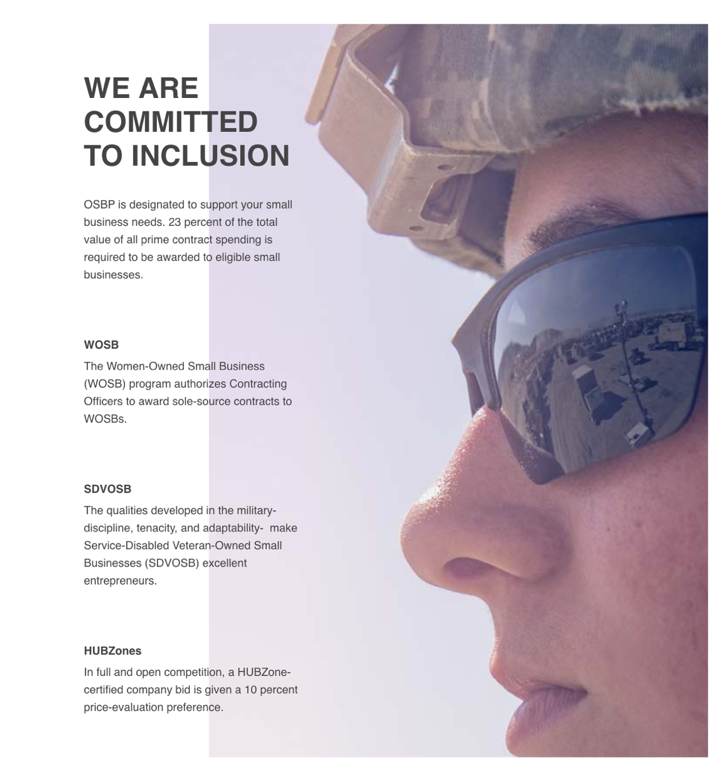 WE ARE
COMMITTED
TO INCLUSION
OSBP is designated to support your small
business needs. 23 percent of the total
value of all prime contract spending is
required to be awarded to eligible small
businesses.
WOSB
The Women-Owned Small Business
(WOSB) program authorizes Contracting
Officers to award sole-source contracts to
WOSBs.
SDVOSB
The qualities developed in the military-
discipline, tenacity, and adaptability-  make
Service-Disabled Veteran-Owned Small
Businesses (SDVOSB) excellent
entrepreneurs.
HUBZones
In full and open competition, a HUBZone-
certified company bid is given a 10 percent
price-evaluation preference.